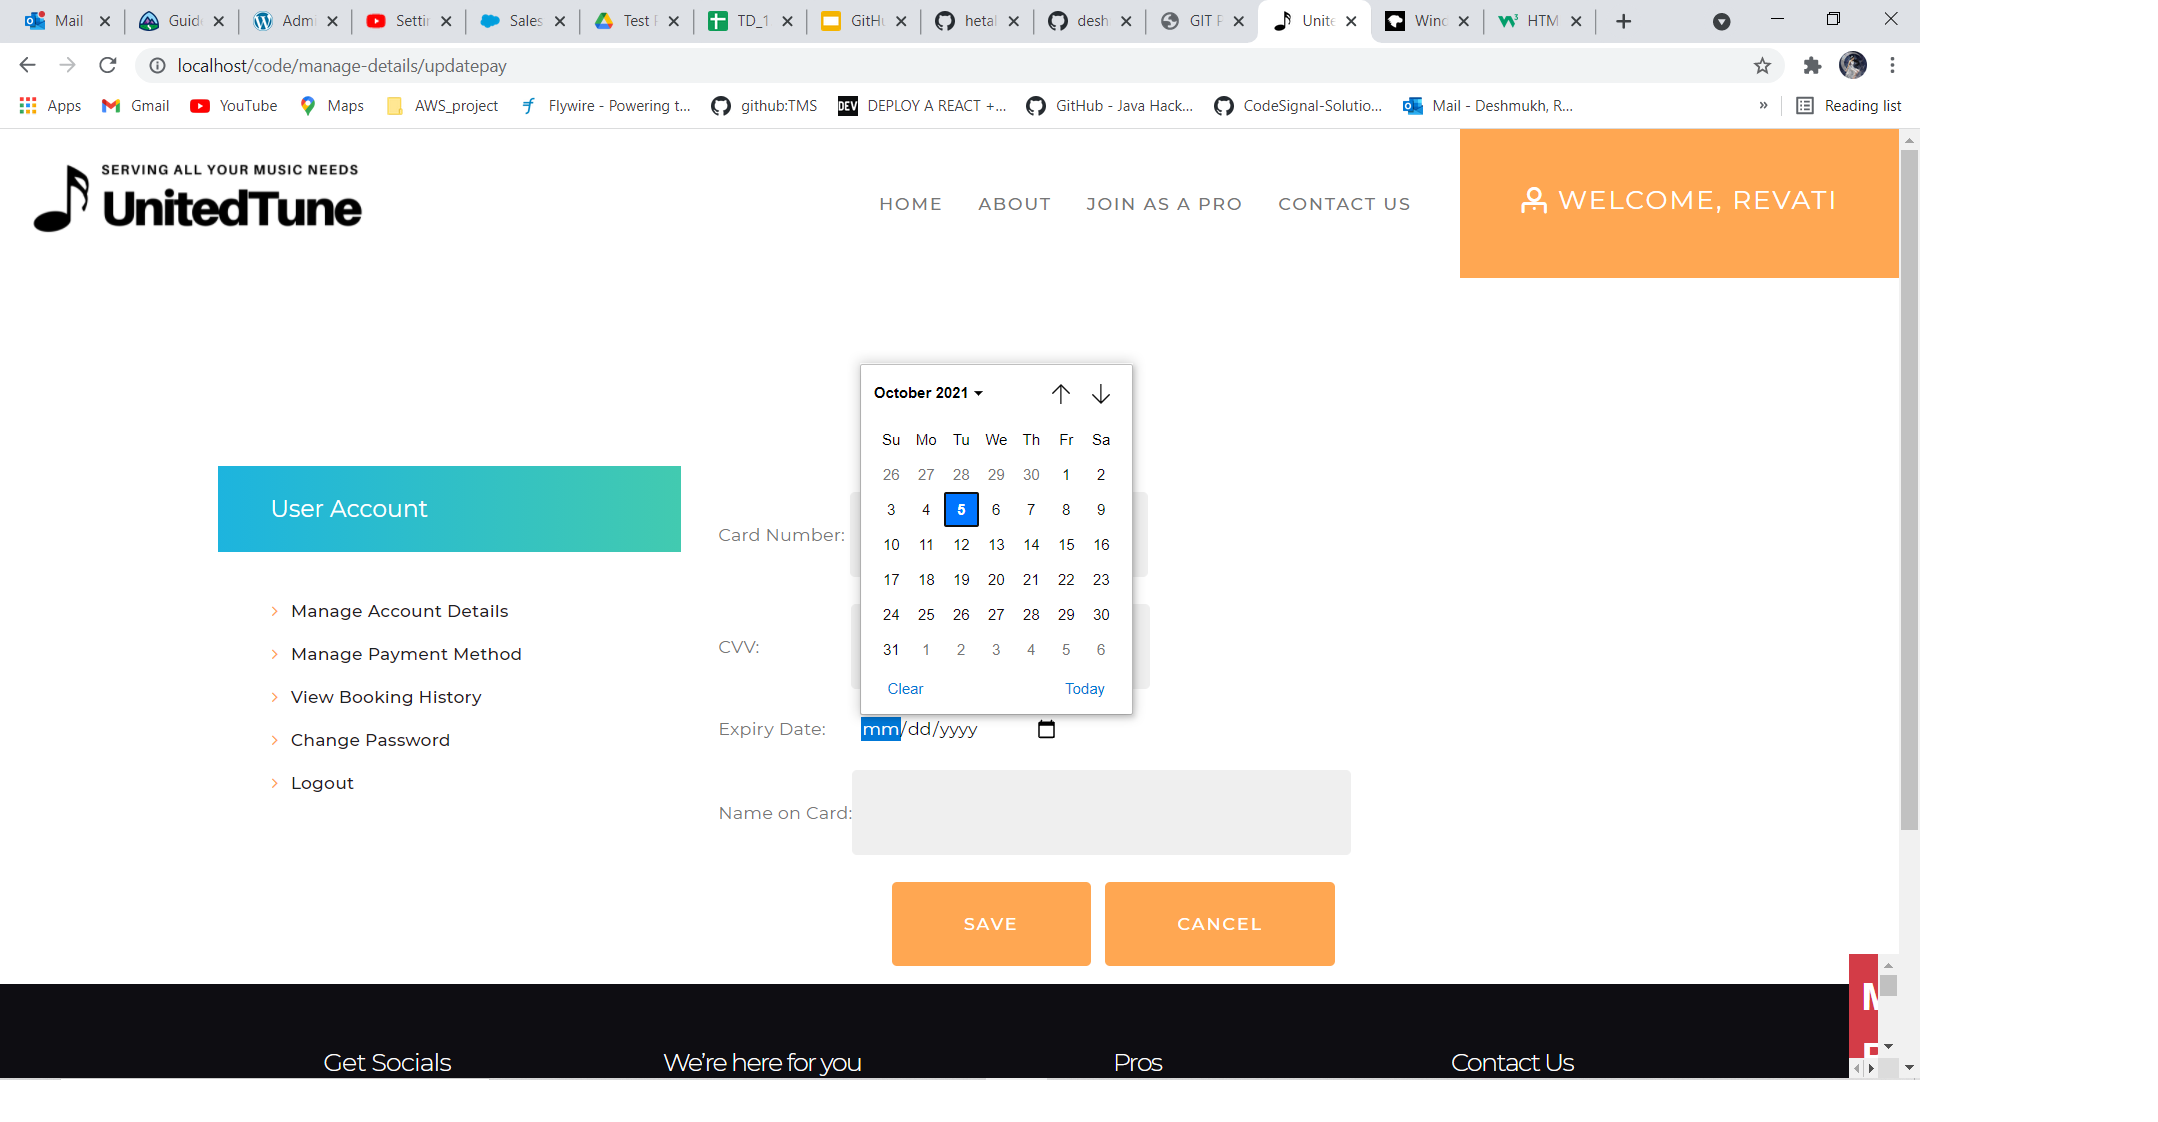 Mail Guid Admi Settin Sales Test P TD_1 GitHu hetal desh GIT P Unite Winc HTM
localhost/code/manage-details/updatepay
Apps Gmail YouTube Maps AWS_project Flywire - Powering t... github:TMS DEV DEPLOY A REACT +... GitHub - Java Hack... CodeSignal-Solutio... Mail - Deshmukh, R... » Reading list
SERVING ALL YOUR MUSIC NEEDS
UnitedTune
HOME ABOUT JOIN AS A PRO CONTACT US
WELCOME, REVATI
October 2021
Su Mo Tu We Th Fr Sa
26 27 28 29 30 1 2
3 4 5 6 7 8 9
10 11 12 13 14 15 16
17 18 19 20 21 22 23
24 25 26 27 28 29 30
31 1 2 3 4 5 6
Clear Today
User Account
Manage Account Details
Manage Payment Method
View Booking History
Change Password
Logout
Card Number:
CVV:
Expiry Date: mm/dd/yyyy
Name on Card:
SAVE CANCEL
M
Get Socials We're here for you Pros Contact Us